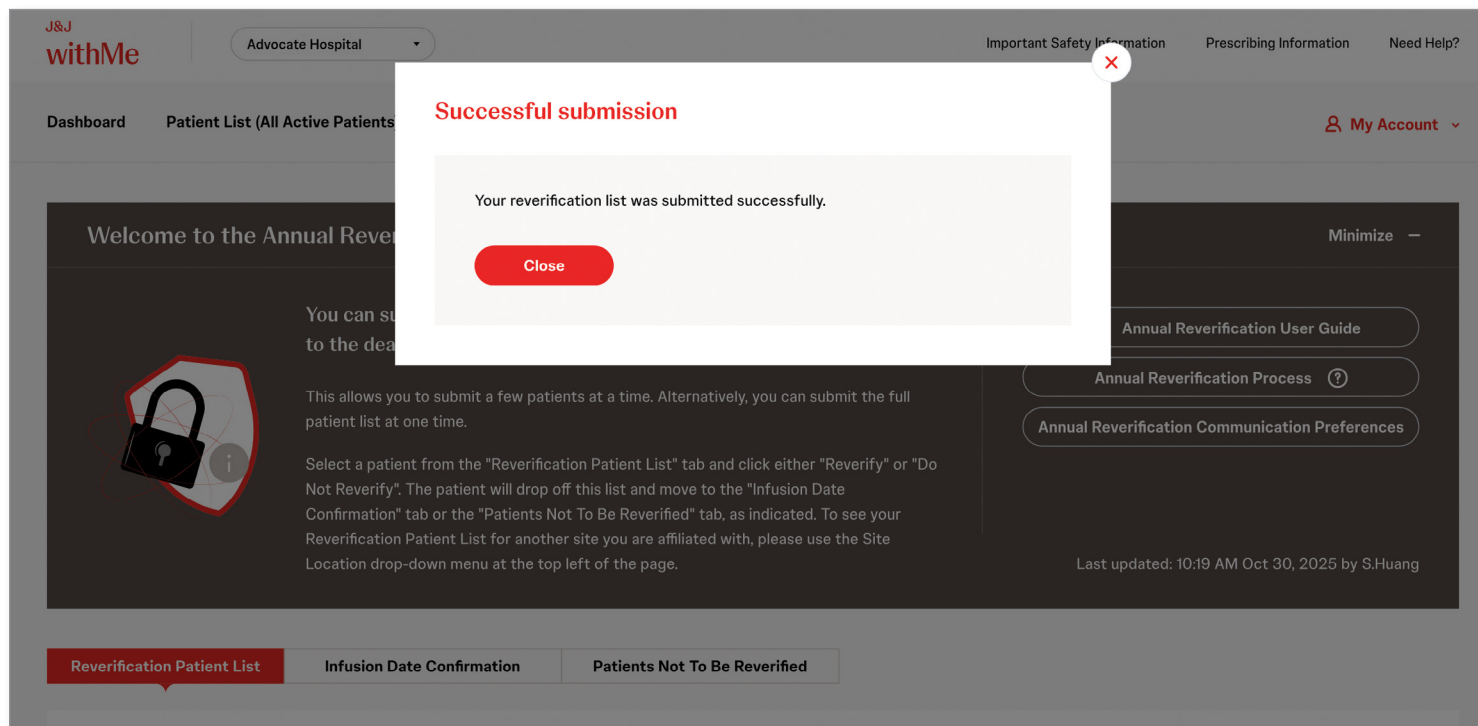 J&J
withMe
Advocate Hospital
Important Safety Information
Prescribing Information
Need Help?
Dashboard
Patient List (All Active Patients)
My Account
Successful submission
Your reverification list was submitted successfully.
Close
Welcome to the Annual
Minimize
You can
to the
This allows you to submit a few patients at a time. Alternatively, you can submit the full
patient list at one time.
Select a patient from the "Reverification Patient List" tab and click either "Reverify" or "Do
Not Reverify". The patient will drop off this list and move to the "Infusion Date
Confirmation" tab or the "Patients Not To Be Reverified" tab, as indicated. To see your
Reverification Patient List for another site you are affiliated with, please use the Site
Location drop-down menu at the top left of the page.
Annual Reverification User Guide
Annual Reverification Process ?
Annual Reverification Communication Preferences
Last updated: 10:19 AM Oct 30, 2025 by S.Huang
Reverification Patient List
Infusion Date Confirmation
Patients Not To Be Reverified